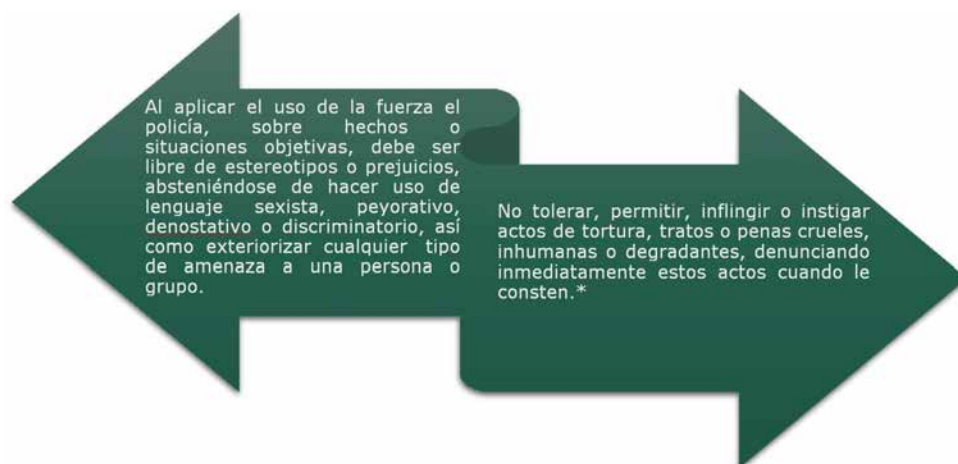 Al aplicar el uso de la fuerza el
policía, sobre hechos o
situaciones objetivas, debe ser
libre de estereotipos o prejuicios,
absteniéndose de hacer uso de
lenguaje sexista, peyorativo,
denostativo o discriminatorio, así
como exteriorizar cualquier tipo
de amenaza a una persona o
grupo.
No tolerar, permitir, inflingir o instigar
actos de tortura, tratos o penas crueles,
inhumanas o degradantes, denunciando
inmediatamente estos actos cuando le
consten.*